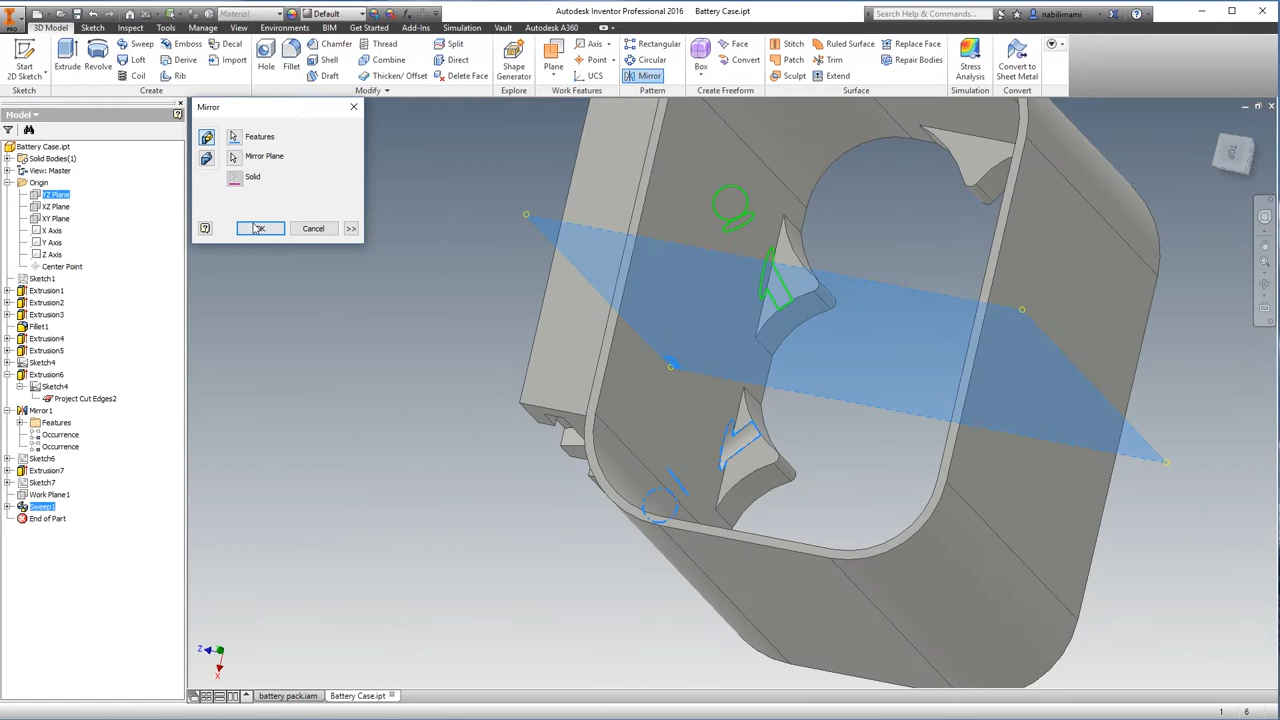 PRO
Material
Default
Autodesk Inventor Professional 2016 Battery Case.ipt
Search Help & Commands...
nabilimami
3D Model Sketch Inspect Tools Manage View Environments BIM Get Started Add-Ins Simulation Vault Autodesk A360
Start
2D Sketch
Sketch
Extrude Revolve
Sweep Emboss Decal
Loft Derive Import
Coil Rib
Create
Hole Fillet
Chamfer Thread Split
Shell Combine Direct
Draft Thicken/ Offset Delete Face
Modify
Shape
Generator
Explore
Plane
Axis
Point
UCS
Work Features
Rectangular
Circular
Mirror
Pattern
Box
Face
Convert
Create Freeform
Stitch Ruled Surface Replace Face
Patch Trim Repair Bodies
Sculpt Extend
Surface
Stress
Analysis
Simulation
Convert to
Sheet Metal
Convert
Model
Battery Case.ipt
Solid Bodies(1)
View: Master
Origin
YZ Plane
XZ Plane
XY Plane
X Axis
Y Axis
Z Axis
Center Point
Sketch1
Extrusion1
Extrusion2
Extrusion3
Fillet1
Extrusion4
Extrusion5
Sketch4
Extrusion6
Sketch4
Project Cut Edges2
Mirror1
Features
Occurrence
Occurrence
Sketch6
Extrusion7
Sketch7
Work Plane1
Sweep1
End of Part
Mirror
Features
Mirror Plane
Solid
OK Cancel >>
TOP
Z
X
battery pack.iam Battery Case.ipt
1 6